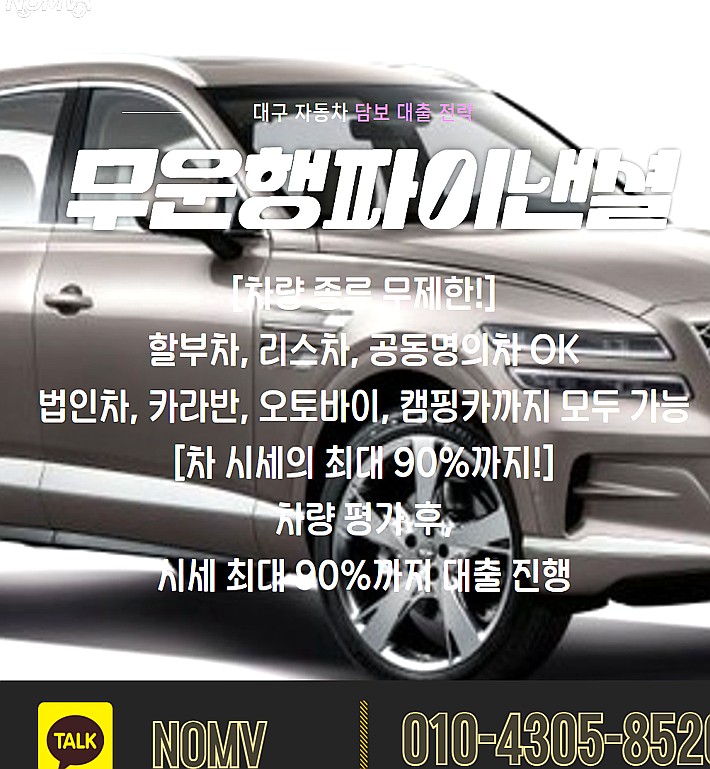 NOMV
대구 자동차 담보 대출 전략
무운행파이낸셜
[차량 종류 무제한!]
할부차, 리스차, 공동명의차 OK
법인차, 카라반, 오토바이, 캠핑카까지 모두 가능
[차 시세의 최대 90%까지!]
차량 평가 후,
시세 최대 90%까지 대출 진행
TALK
NOMV
010-4305-8520